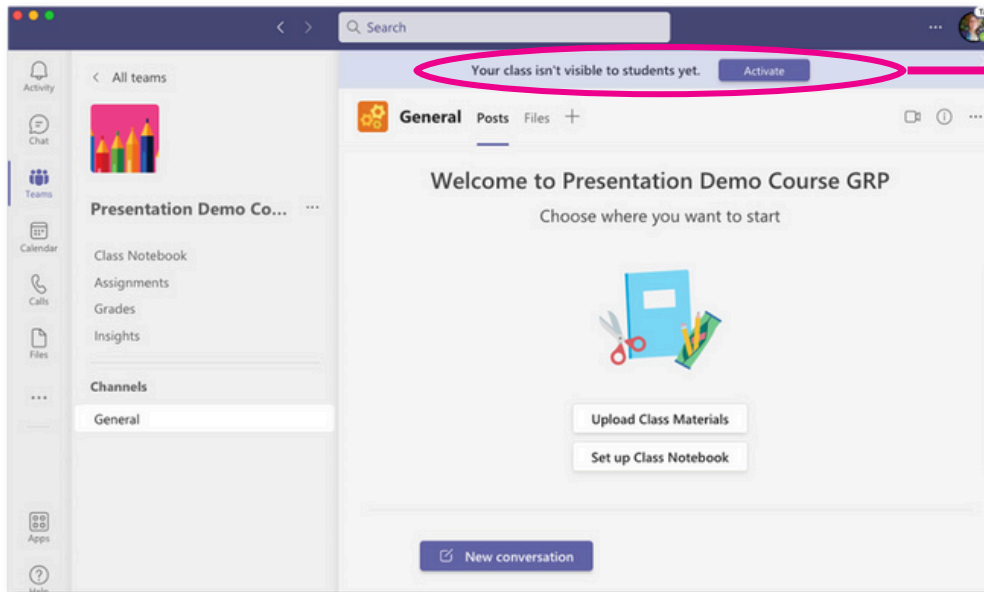 Search
Activity
Chat
Teams
Calendar
Calls
Files
Apps
Help
All teams
Presentation Demo Co...
Class Notebook
Assignments
Grades
Insights
Channels
General
Your class isn't visible to students yet. Activate
General Posts Files
Welcome to Presentation Demo Course GRP
Choose where you want to start
Upload Class Materials
Set up Class Notebook
New conversation